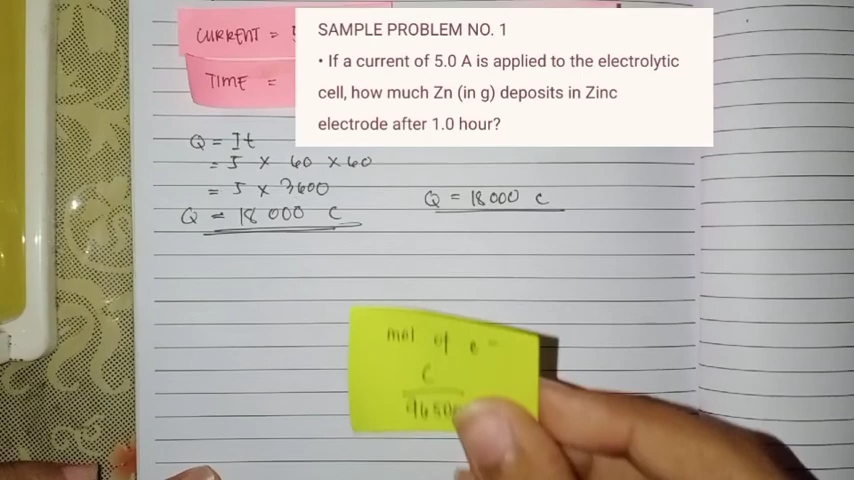 CURRENT =
TIME =
SAMPLE PROBLEM NO. 1
• If a current of 5.0 A is applied to the electrolytic
cell, how much Zn (in g) deposits in Zinc
electrode after 1.0 hour?
Q = It
= 5 × 60 × 60
= 5 × 3600
Q = 18 000 C
Q = 18 000 C
mol of e-
C